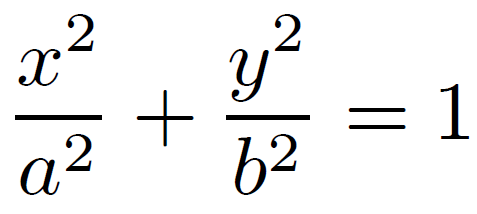 x²/a² + y²/b² = 1